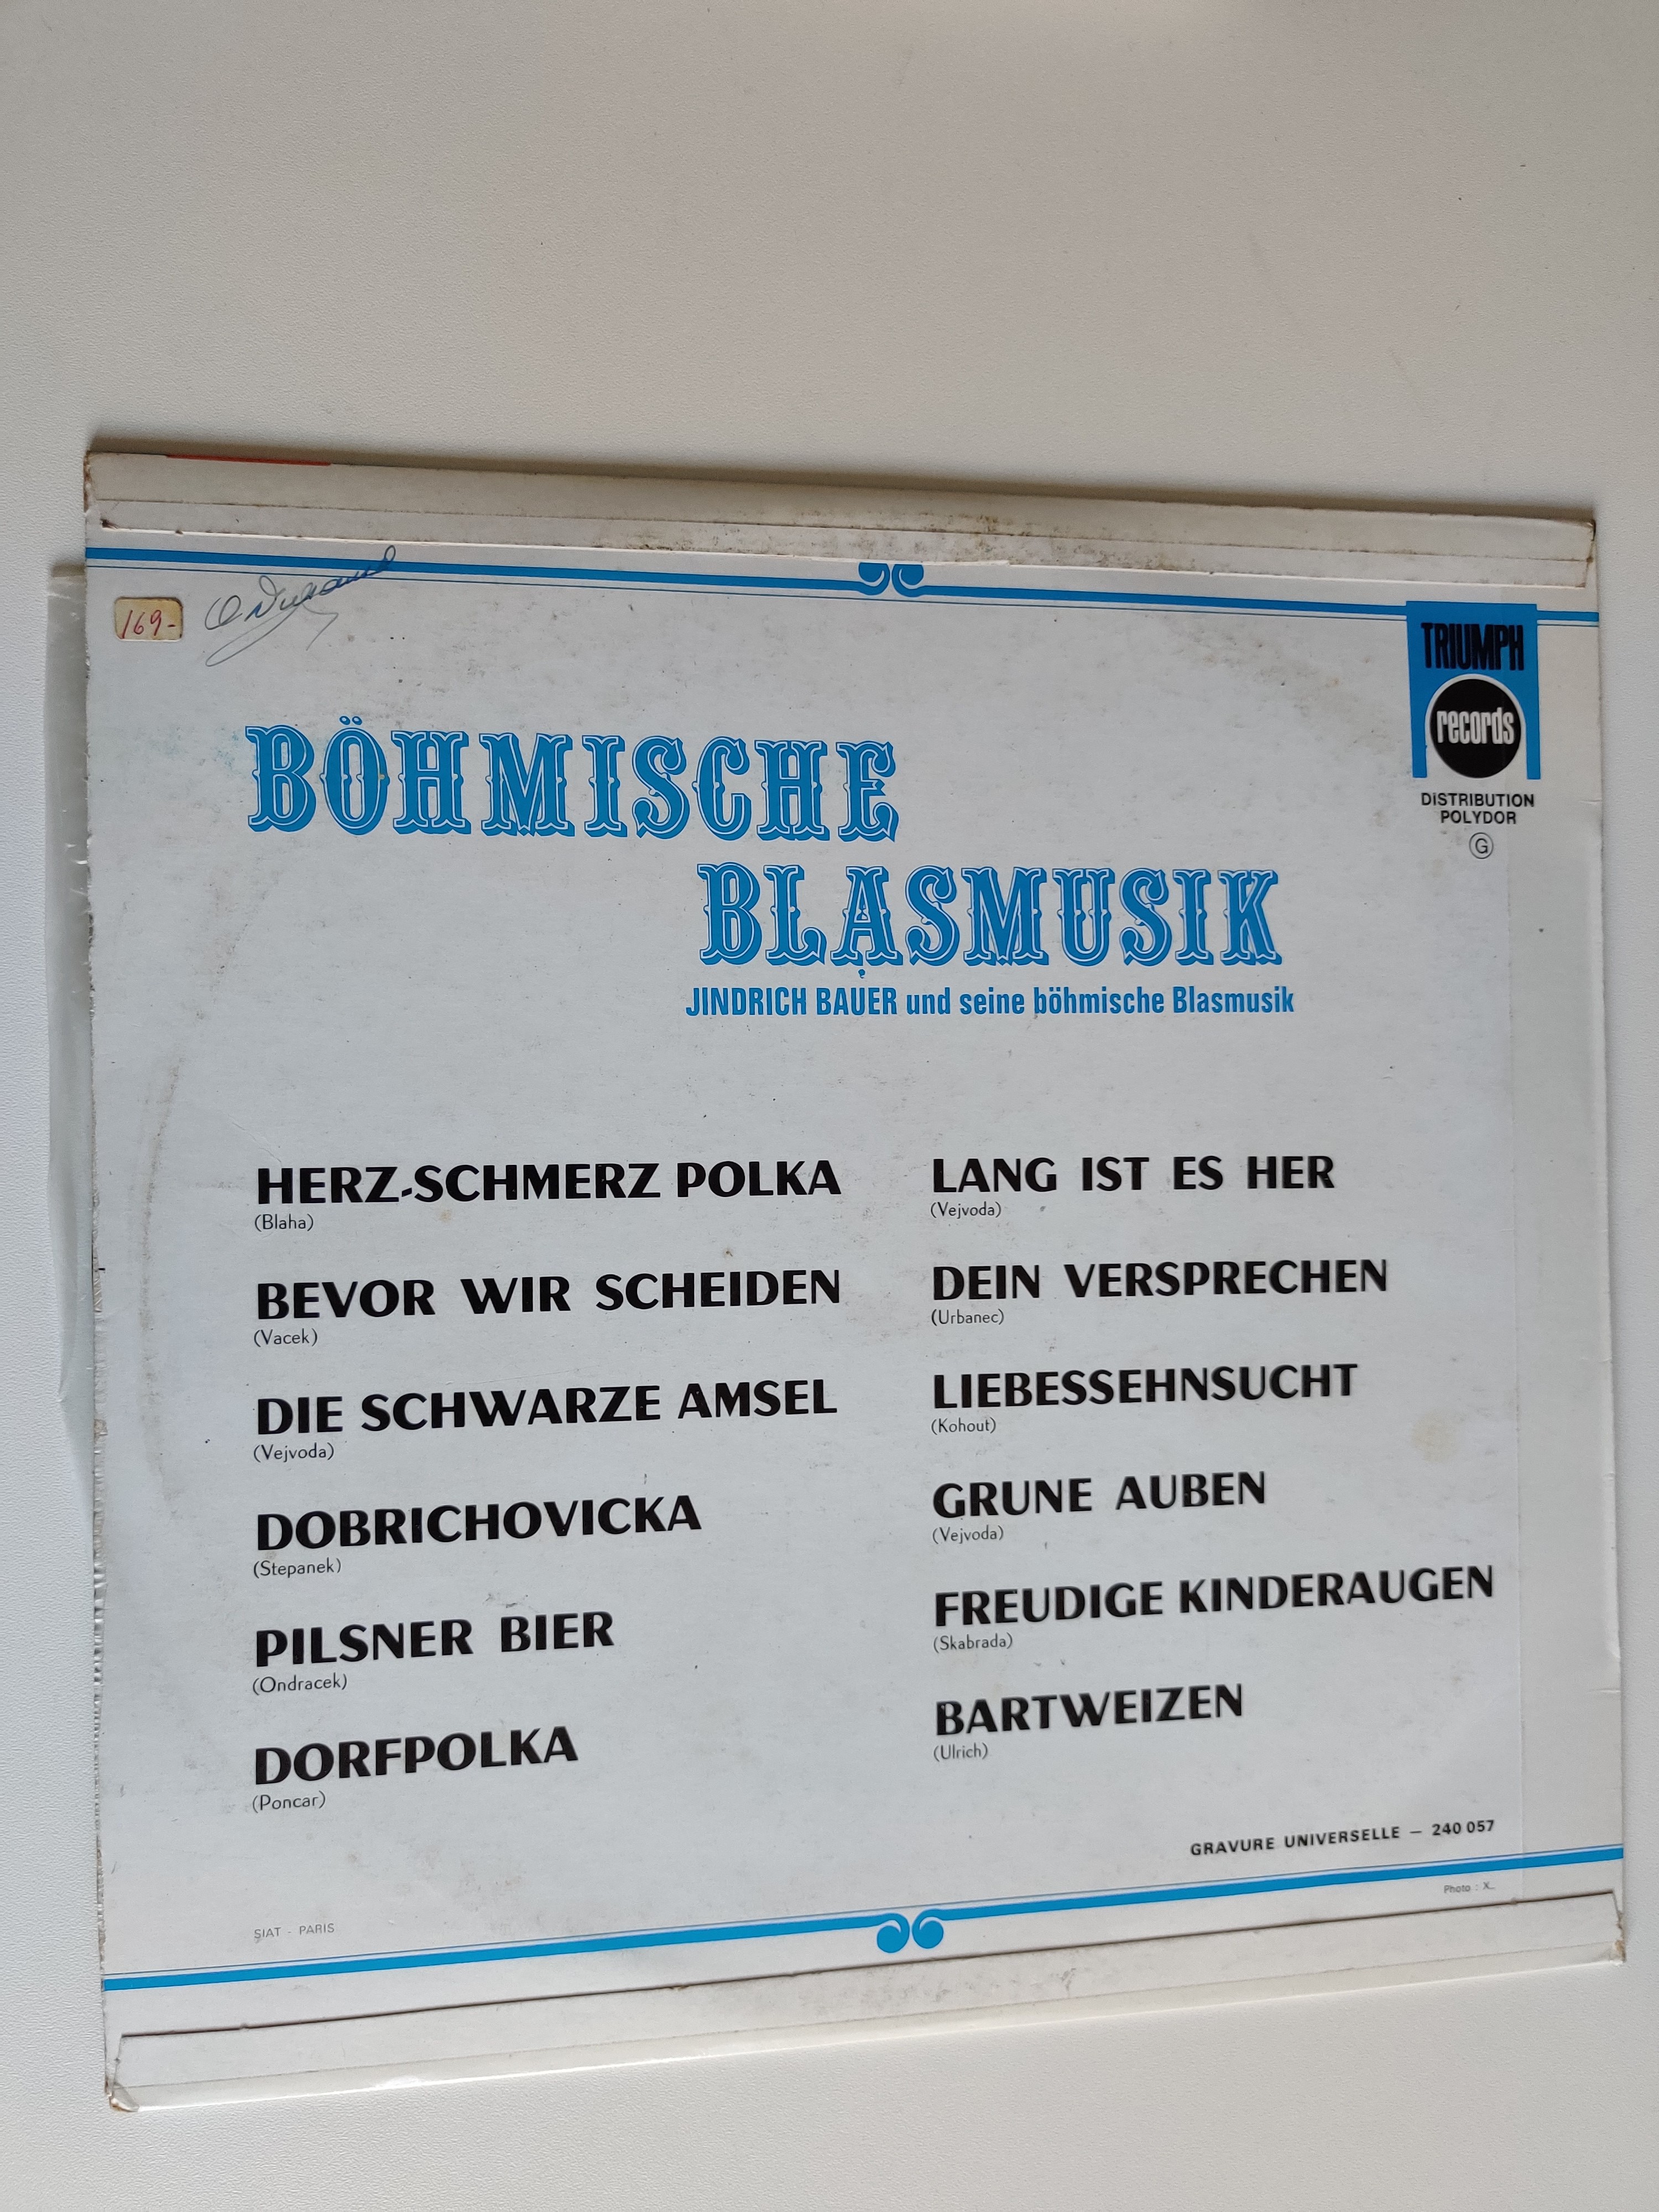 169-
TRIUMPH
records
DISTRIBUTION
POLYDOR
G
BÖHMISCHE
BLASMUSIK
JINDRICH BAUER und seine böhmische Blasmusik
HERZ-SCHMERZ POLKA
(Blaha)
BEVOR WIR SCHEIDEN
(Vacek)
DIE SCHWARZE AMSEL
(Vejvoda)
DOBRICHOVICKA
(Stepanek)
PILSNER BIER
(Ondracek)
DORFPOLKA
(Poncar)
LANG IST ES HER
(Vejvoda)
DEIN VERSPRECHEN
(Urbanec)
LIEBESSEHNSUCHT
(Kohout)
GRUNE AUBEN
(Vejvoda)
FREUDIGE KINDERAUGEN
(Skabrada)
BARTWEIZEN
(Ulrich)
GRAVURE UNIVERSELLE — 240 057
Photo : X..
SIAT - PARIS